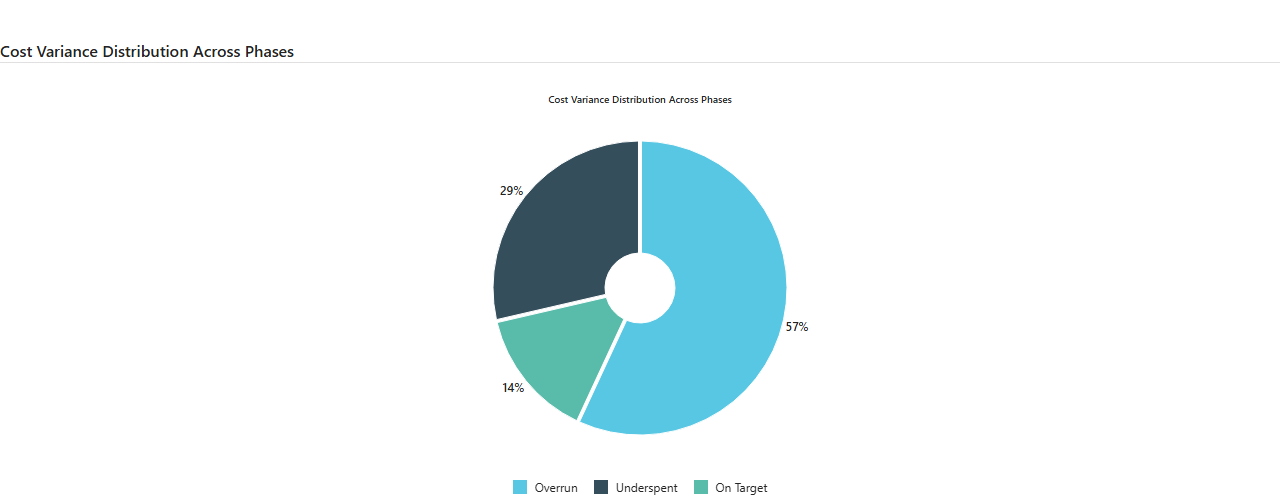 Cost Variance Distribution Across Phases
Cost Variance Distribution Across Phases
29%
57%
14%
Overrun Underspent On Target